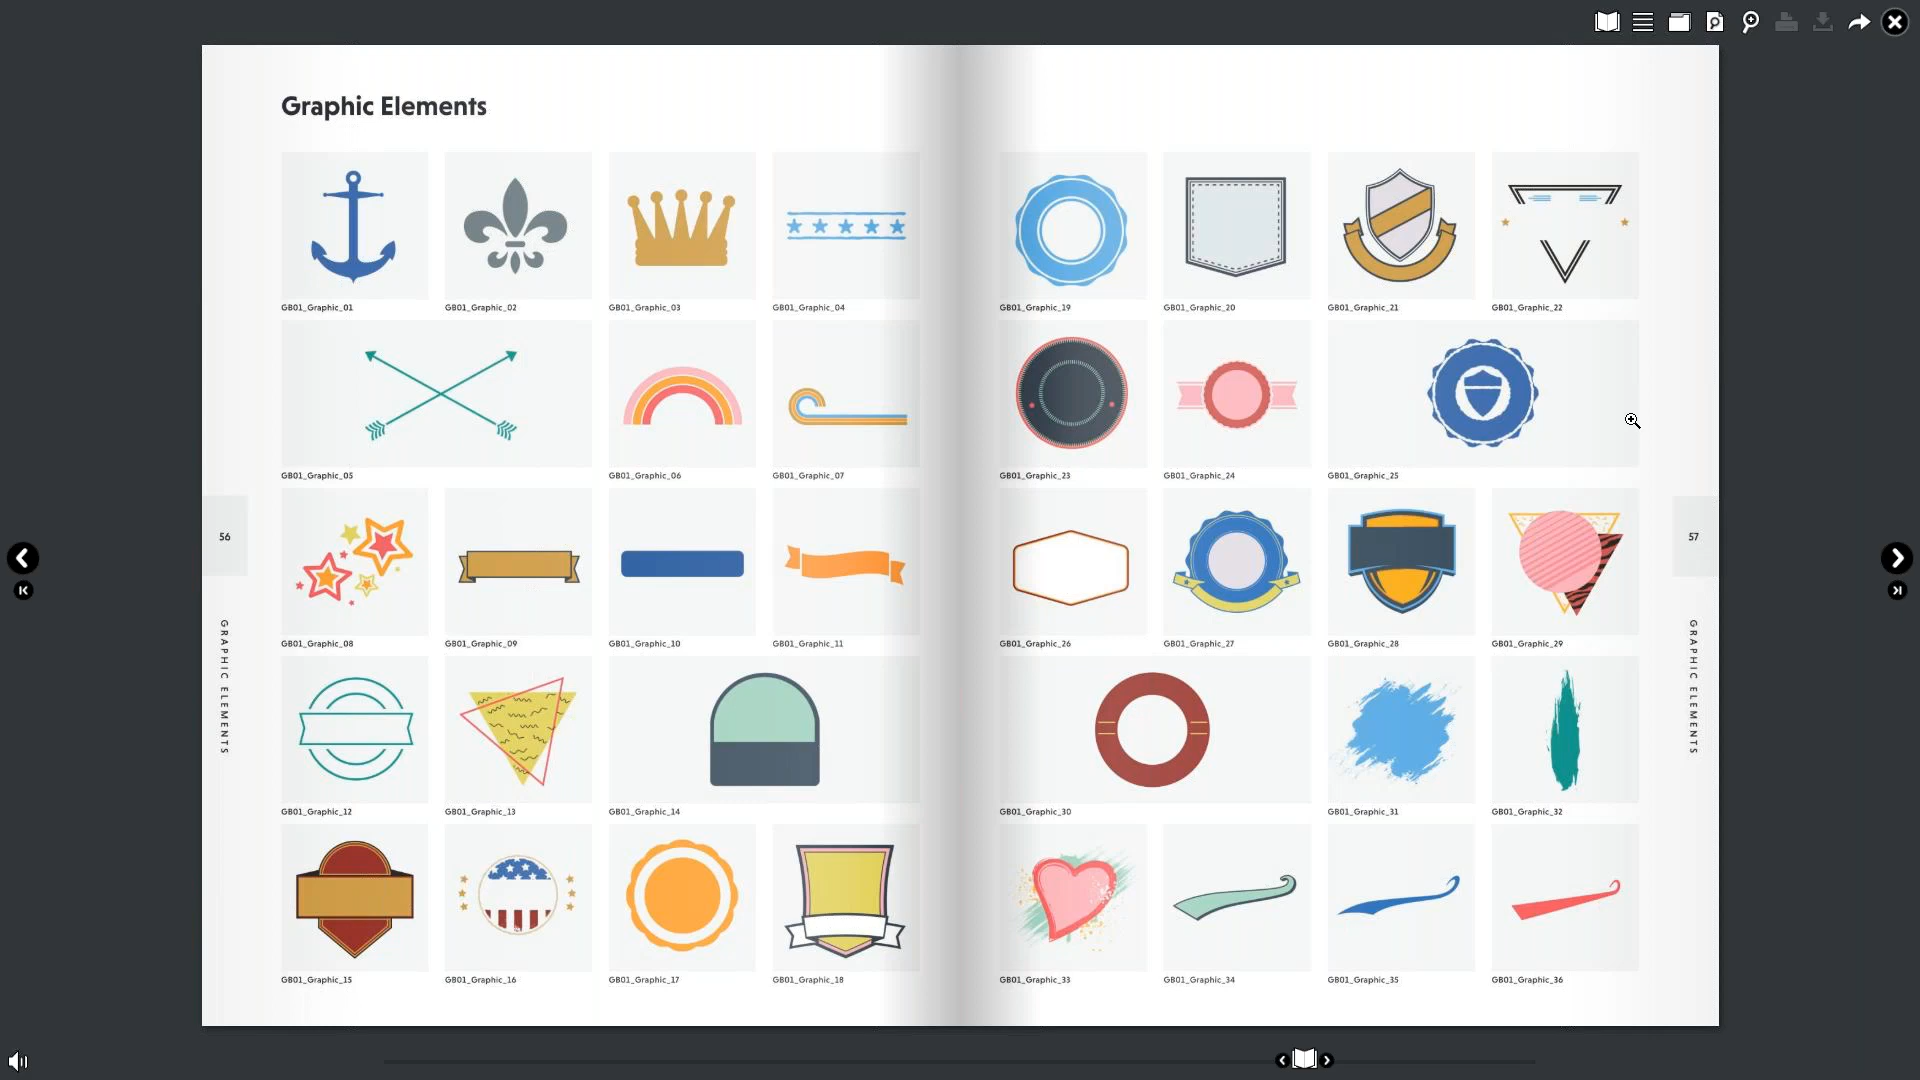 Graphic Elements
GB01_Graphic_01
GB01_Graphic_02
GB01_Graphic_03
GB01_Graphic_04
GB01_Graphic_05
GB01_Graphic_06
GB01_Graphic_07
56
GRAPHIC ELEMENTS
GB01_Graphic_08
GB01_Graphic_09
GB01_Graphic_10
GB01_Graphic_11
GB01_Graphic_12
GB01_Graphic_13
GB01_Graphic_14
GB01_Graphic_15
GB01_Graphic_16
GB01_Graphic_17
GB01_Graphic_18
GB01_Graphic_19
GB01_Graphic_20
GB01_Graphic_21
GB01_Graphic_22
GB01_Graphic_23
GB01_Graphic_24
GB01_Graphic_25
57
GRAPHIC ELEMENTS
GB01_Graphic_26
GB01_Graphic_27
GB01_Graphic_28
GB01_Graphic_29
GB01_Graphic_30
GB01_Graphic_31
GB01_Graphic_32
GB01_Graphic_33
GB01_Graphic_34
GB01_Graphic_35
GB01_Graphic_36